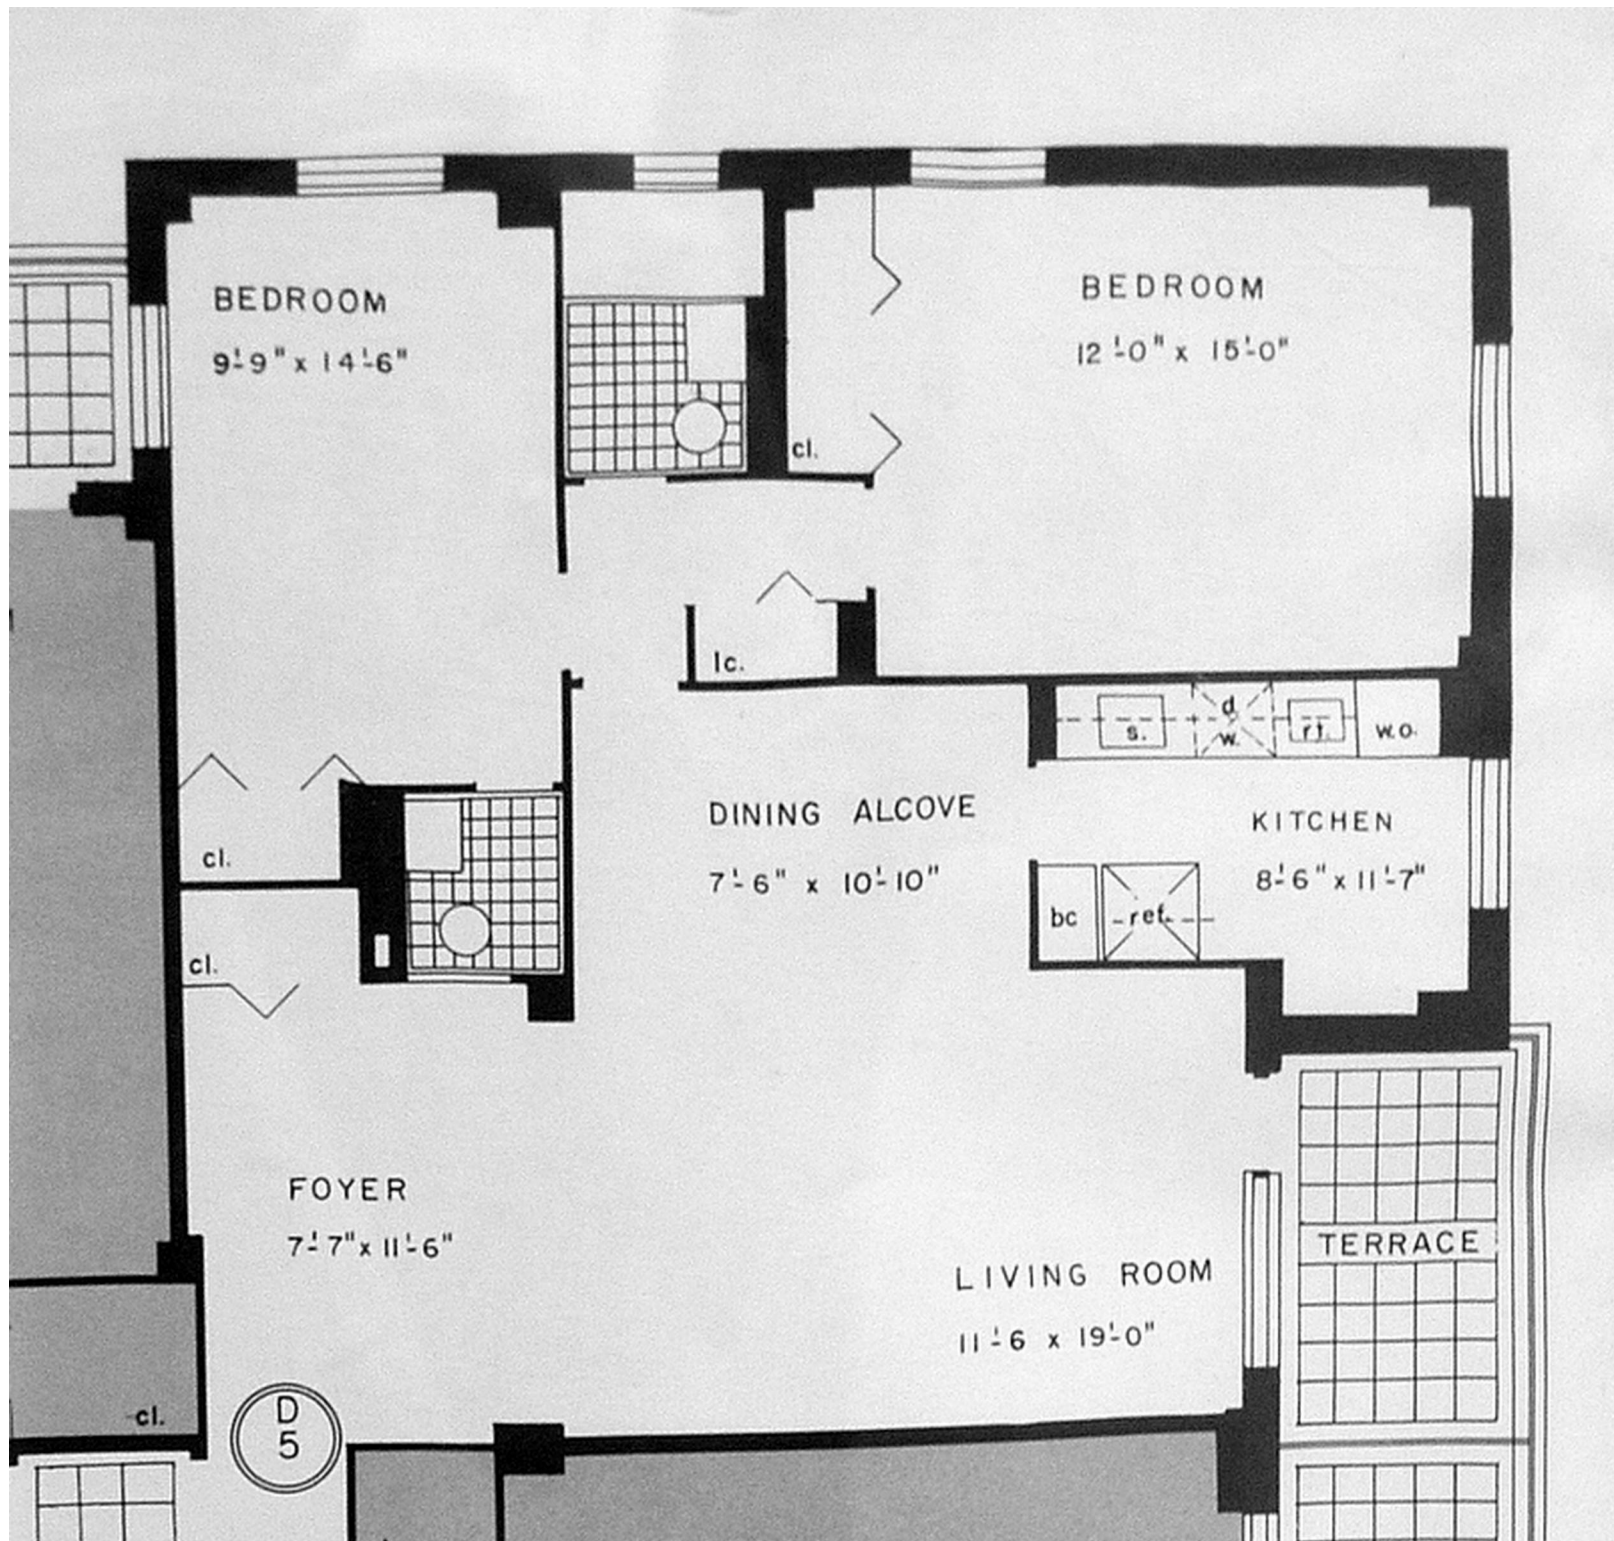 BEDROOM
9'-9" x 14'-6"
BEDROOM
12'-0" x 15'-0"
cl.
lc.
s.
d.
w.
r.t.
w.o.
DINING ALCOVE
7'-6" x 10'-10"
KITCHEN
8'-6" x 11'-7"
cl.
bc
ref.
cl.
FOYER
7'-7" x 11'-6"
TERRACE
LIVING ROOM
11'-6 x 19'-0"
cl.
D
5